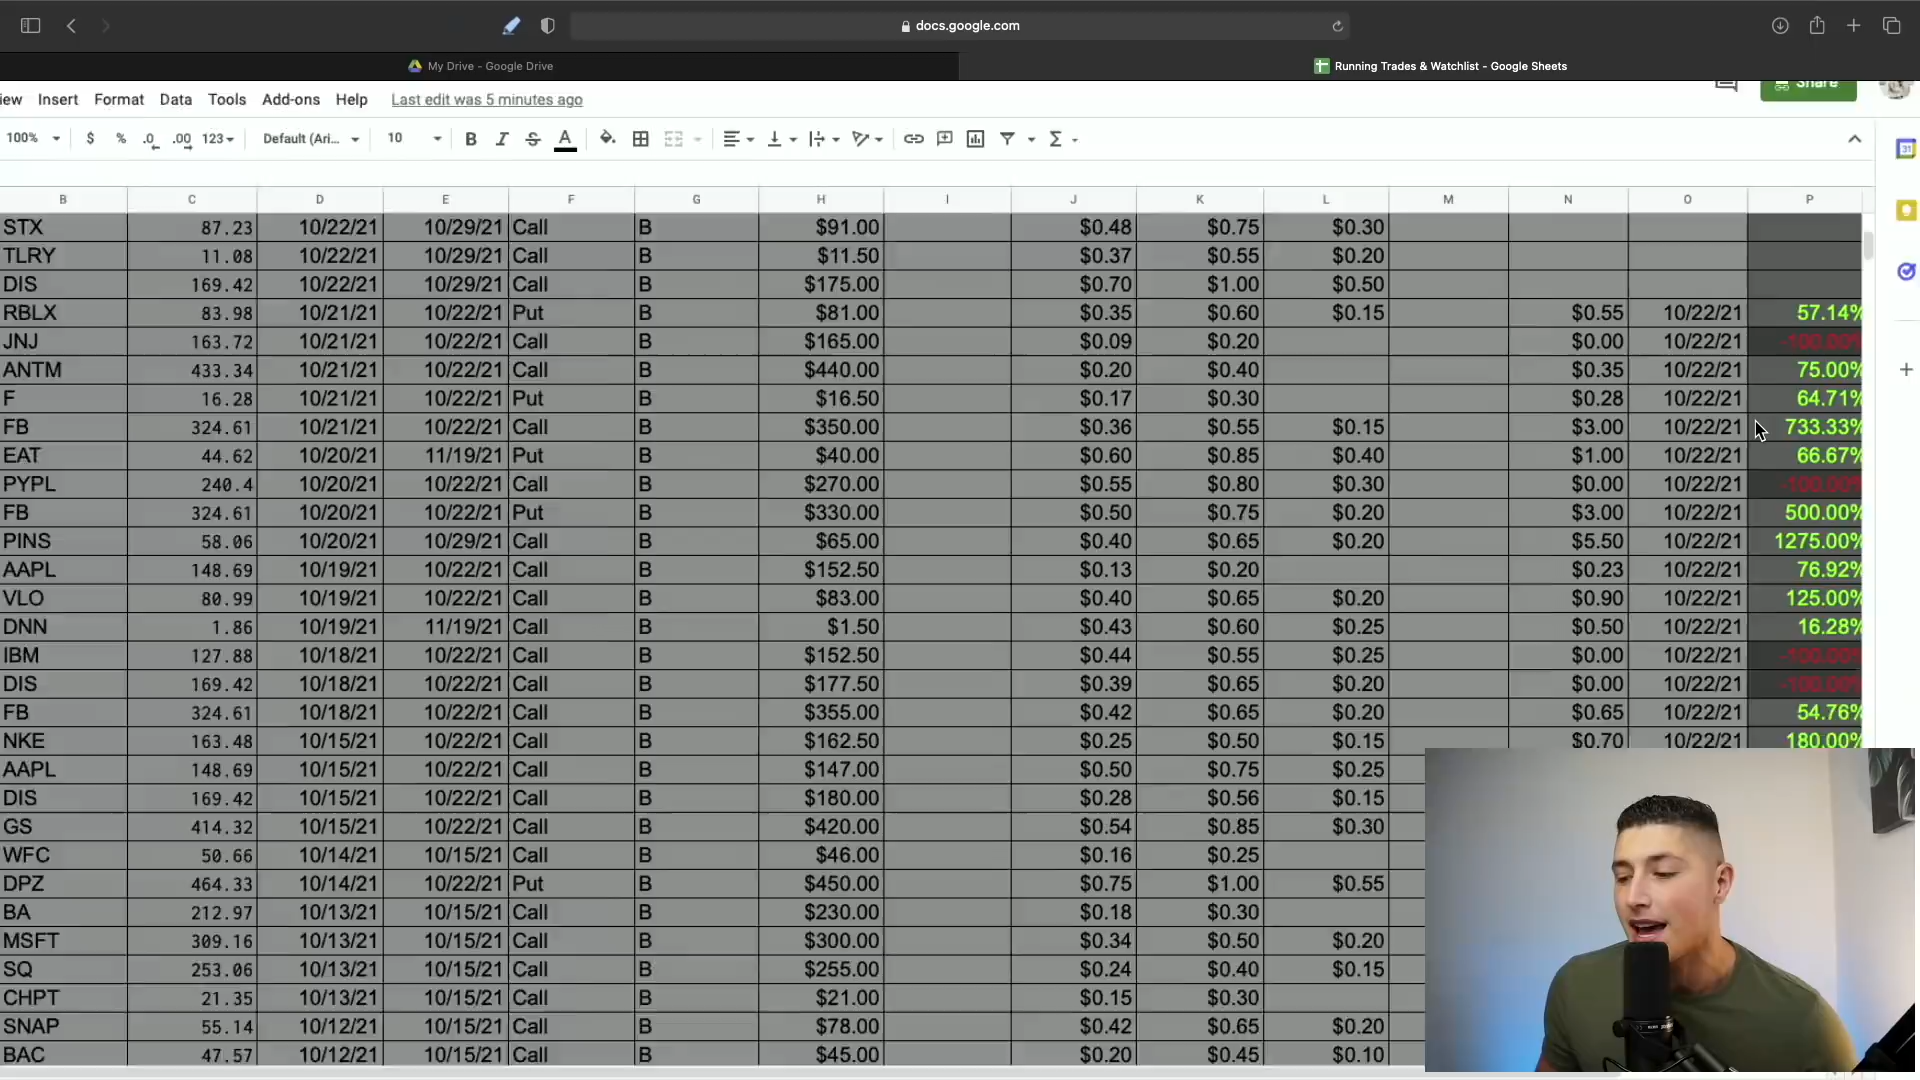 docs.google.com
My Drive - Google Drive
Running Trades & Watchlist - Google Sheets
iew Insert Format Data Tools Add-ons Help Last edit was 5 minutes ago
Share
100% $ % .0 .00 123 Default (Ari... 10 B I S A
31
B C D E F G H I J K L M N O P
STX 87.23 10/22/21 10/29/21 Call B $91.00 $0.48 $0.75 $0.30
TLRY 11.08 10/22/21 10/29/21 Call B $11.50 $0.37 $0.55 $0.20
DIS 169.42 10/22/21 10/29/21 Call B $175.00 $0.70 $1.00 $0.50
RBLX 83.98 10/21/21 10/22/21 Put B $81.00 $0.35 $0.60 $0.15 $0.55 10/22/21 57.14%
JNJ 163.72 10/21/21 10/22/21 Call B $165.00 $0.09 $0.20 $0.00 10/22/21 -100.00%
ANTM 433.34 10/21/21 10/22/21 Call B $440.00 $0.20 $0.40 $0.35 10/22/21 75.00%
F 16.28 10/21/21 10/22/21 Put B $16.50 $0.17 $0.30 $0.28 10/22/21 64.71%
FB 324.61 10/21/21 10/22/21 Call B $350.00 $0.36 $0.55 $0.15 $3.00 10/22/21 733.33%
EAT 44.62 10/20/21 11/19/21 Put B $40.00 $0.60 $0.85 $0.40 $1.00 10/22/21 66.67%
PYPL 240.4 10/20/21 10/22/21 Call B $270.00 $0.55 $0.80 $0.30 $0.00 10/22/21 -100.00%
FB 324.61 10/20/21 10/22/21 Put B $330.00 $0.50 $0.75 $0.20 $3.00 10/22/21 500.00%
PINS 58.06 10/20/21 10/29/21 Call B $65.00 $0.40 $0.65 $0.20 $5.50 10/22/21 1275.00%
AAPL 148.69 10/19/21 10/22/21 Call B $152.50 $0.13 $0.20 $0.23 10/22/21 76.92%
VLO 80.99 10/19/21 10/22/21 Call B $83.00 $0.40 $0.65 $0.20 $0.90 10/22/21 125.00%
DNN 1.86 10/19/21 11/19/21 Call B $1.50 $0.43 $0.60 $0.25 $0.50 10/22/21 16.28%
IBM 127.88 10/18/21 10/22/21 Call B $152.50 $0.44 $0.55 $0.25 $0.00 10/22/21 -100.00%
DIS 169.42 10/18/21 10/22/21 Call B $177.50 $0.39 $0.65 $0.20 $0.00 10/22/21 -100.00%
FB 324.61 10/18/21 10/22/21 Call B $355.00 $0.42 $0.65 $0.20 $0.65 10/22/21 54.76%
NKE 163.48 10/15/21 10/22/21 Call B $162.50 $0.25 $0.50 $0.15 $0.70 10/22/21 180.00%
AAPL 148.69 10/15/21 10/22/21 Call B $147.00 $0.50 $0.75 $0.25
DIS 169.42 10/15/21 10/22/21 Call B $180.00 $0.28 $0.56 $0.15
GS 414.32 10/15/21 10/22/21 Call B $420.00 $0.54 $0.85 $0.30
WFC 50.66 10/14/21 10/15/21 Call B $46.00 $0.16 $0.25
DPZ 464.33 10/14/21 10/22/21 Put B $450.00 $0.75 $1.00 $0.55
BA 212.97 10/13/21 10/15/21 Call B $230.00 $0.18 $0.30
MSFT 309.16 10/13/21 10/15/21 Call B $300.00 $0.34 $0.50 $0.20
SQ 253.06 10/13/21 10/15/21 Call B $255.00 $0.24 $0.40 $0.15
CHPT 21.35 10/13/21 10/15/21 Call B $21.00 $0.15 $0.30
SNAP 55.14 10/12/21 10/15/21 Call B $78.00 $0.42 $0.65 $0.20
BAC 47.57 10/12/21 10/15/21 Call B $45.00 $0.20 $0.45 $0.10